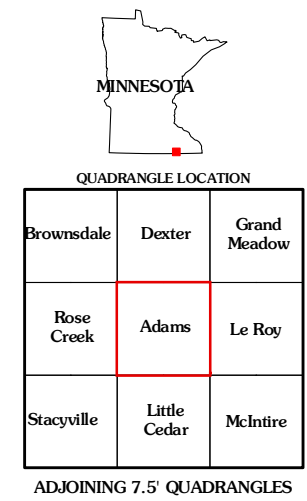 MINNESOTA
QUADRANGLE LOCATION
Brownsdale
Dexter
Grand
Meadow
Rose
Creek
Adams
Le Roy
Stacyville
Little
Cedar
McIntire
ADJOINING 7.5' QUADRANGLES